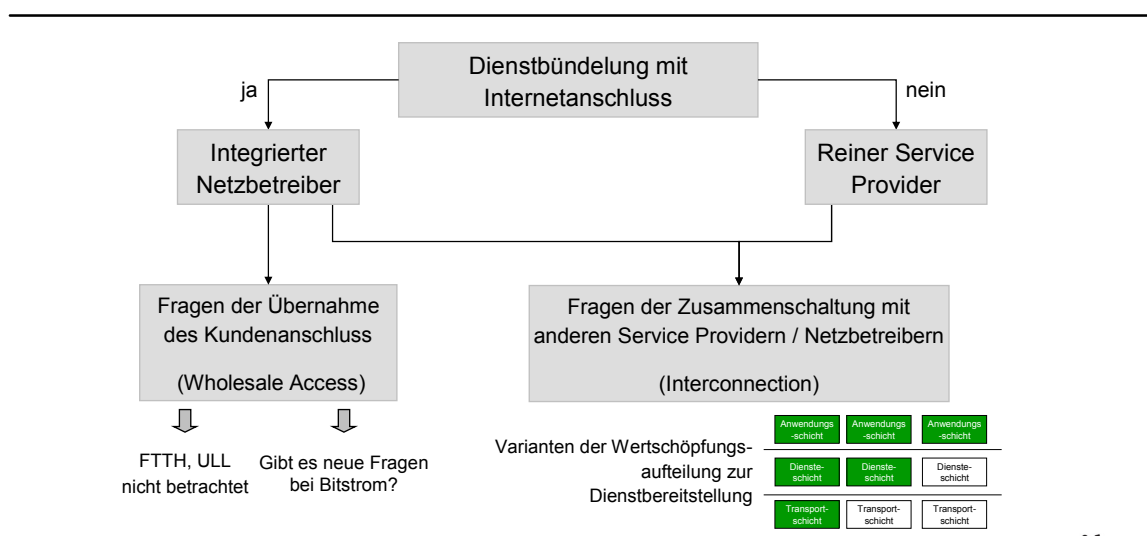 Dienstbündelung mit
Internetanschluss
ja
nein
Integrierter
Netzbetreiber
Reiner Service
Provider
Fragen der Übernahme
des Kundenanschluss
(Wholesale Access)
Fragen der Zusammenschaltung mit
anderen Service Providern / Netzbetreibern
(Interconnection)
FTTH, ULL
nicht betrachtet
Gibt es neue Fragen
bei Bitstrom?
Varianten der Wertschöpfungs-
aufteilung zur
Dienstbereitstellung
Anwendungs
-schicht
Anwendungs
-schicht
Anwendungs
-schicht
Dienste-
schicht
Dienste-
schicht
Dienste-
schicht
Transport-
schicht
Transport-
schicht
Transport-
schicht